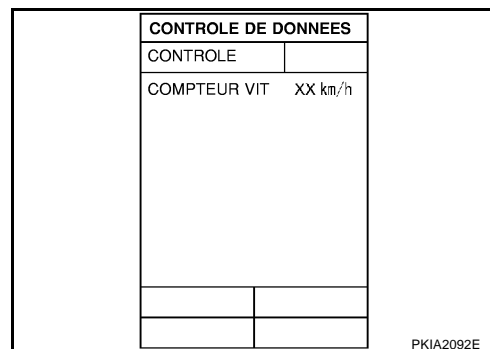 CONTROLE DE DONNEES
CONTROLE
COMPTEUR VIT XX km/h
PKIA2092E